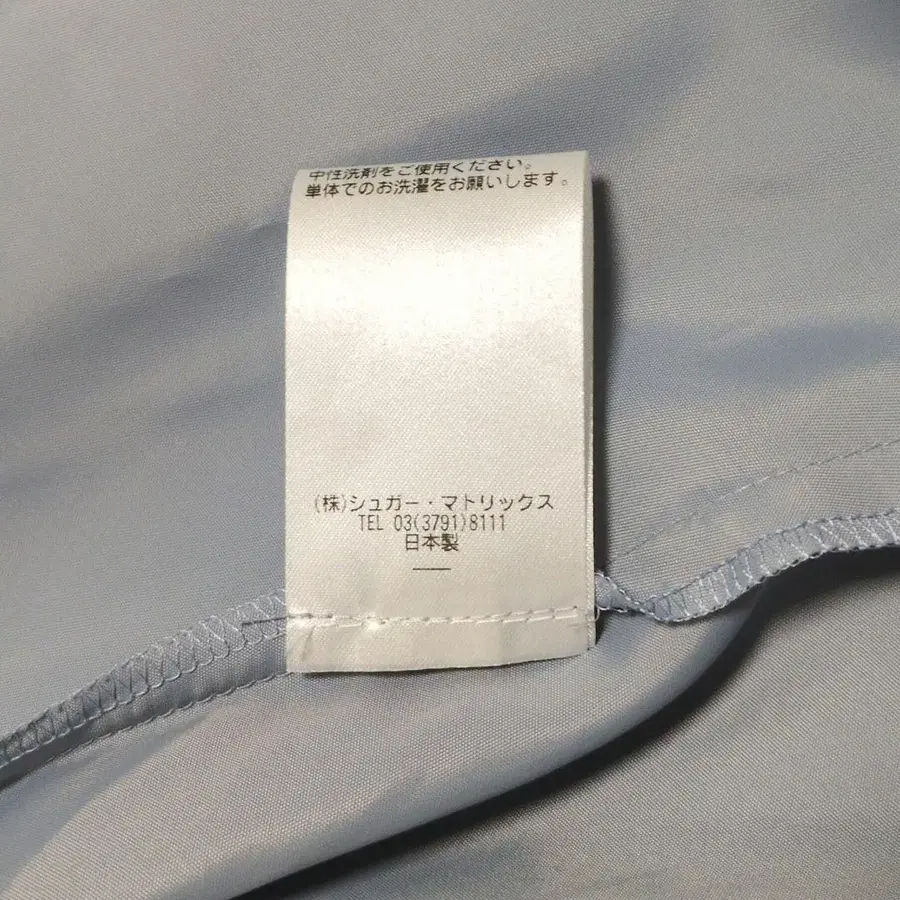 中性洗剤をご使用ください。
単体でのお洗濯をお願いします。
(株)シュガー・マトリックス
TEL 03(3791)8111
日本製